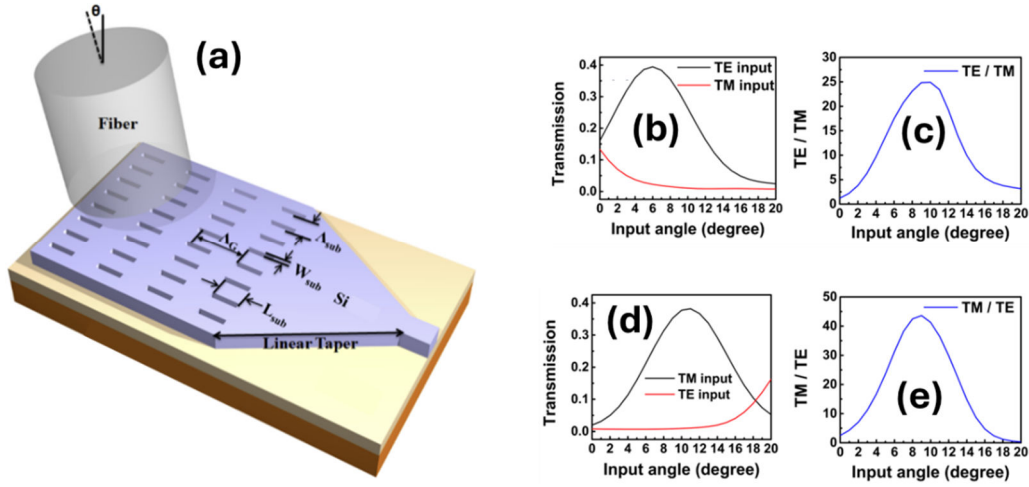 θ
(a)
Fiber
Λsub
ΛG
Wsub
Si
Lsub
Linear Taper
0.4
0.3
0.2
0.1
0.0
Transmission
TE input
TM input
(b)
0 2 4 6 8 10 12 14 16 18 20
Input angle (degree)
30
25
20
15
10
5
0
TE / TM
TE / TM
(c)
0 2 4 6 8 10 12 14 16 18 20
Input angle (degree)
0.4
0.3
0.2
0.1
0.0
Transmission
(d)
TM input
TE input
0 2 4 6 8 10 12 14 16 18 20
Input angle (degree)
50
40
30
20
10
0
TM / TE
TM / TE
(e)
0 2 4 6 8 10 12 14 16 18 20
Input angle (degree)